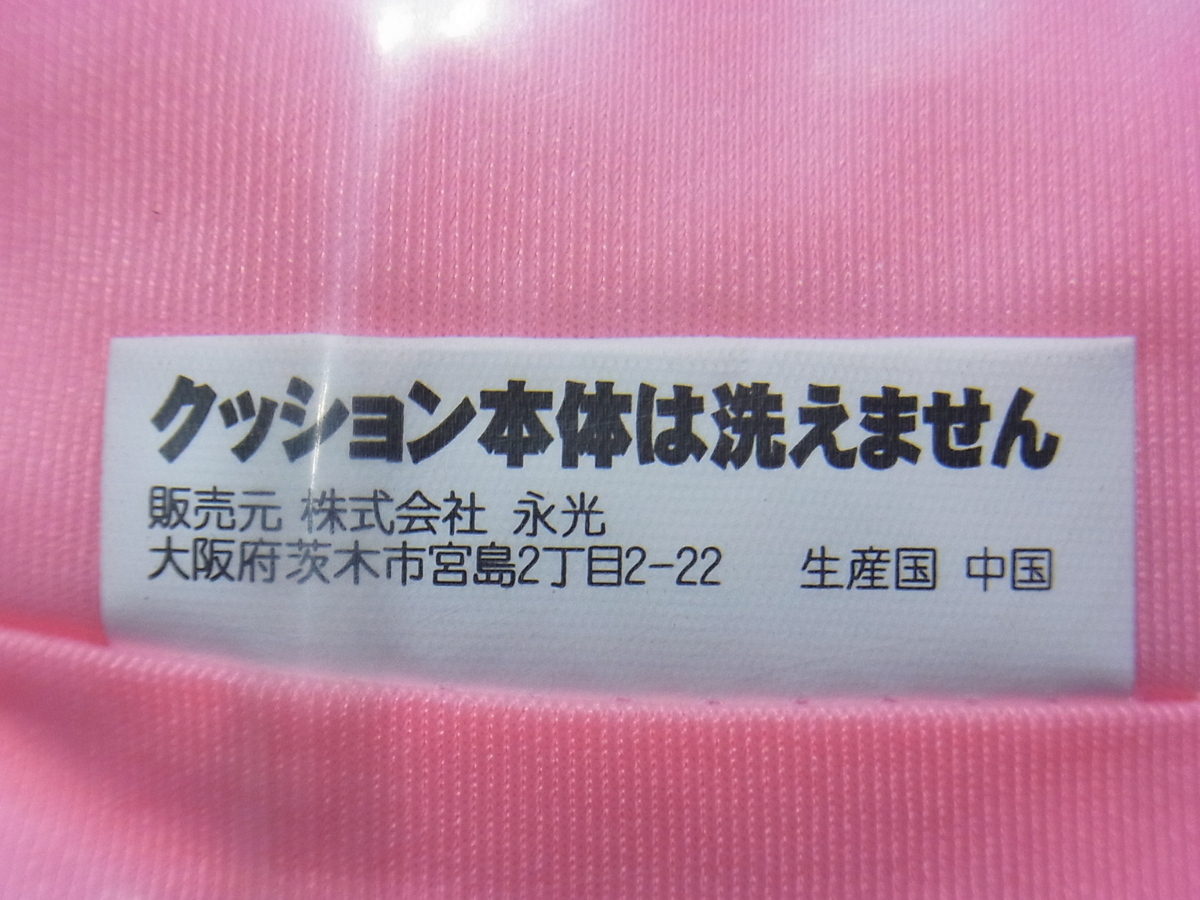 クッション本体は洗えません
販売元 株式会社 永光
大阪府茨木市宮島2丁目2-22 生産国 中国